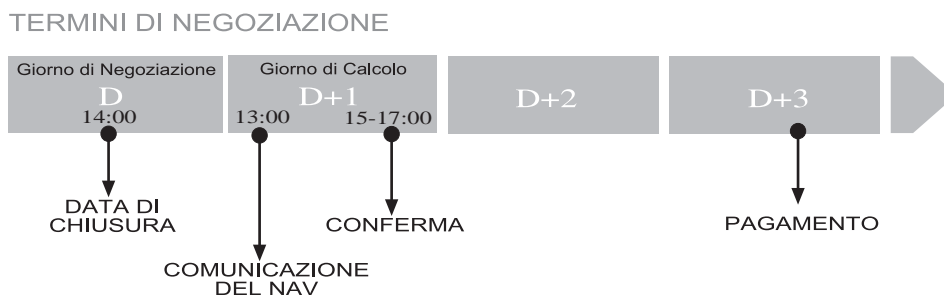 TERMINI DI NEGOZIAZIONE
Giorno di Negoziazione
Giorno di Calcolo
D
D+1
D+2
D+3
14:00
13:00
15-17:00
DATA DI
CHIUSURA
CONFERMA
PAGAMENTO
COMUNICAZIONE
DEL NAV